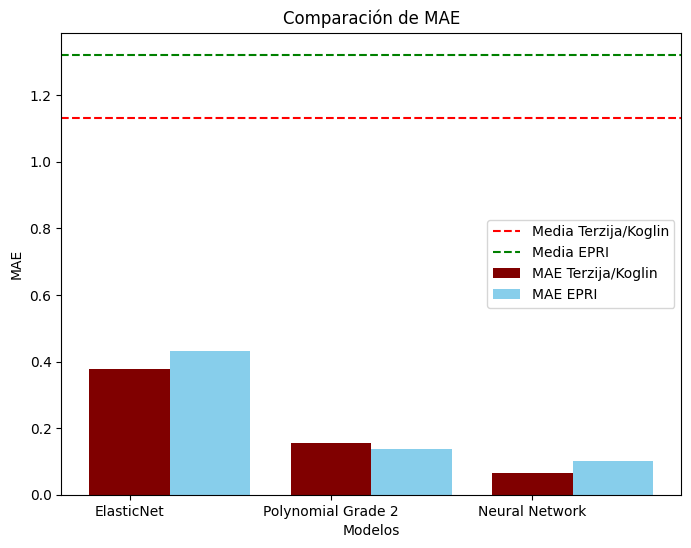 Comparación de MAE
MAE
1.2
1.0
0.8
0.6
0.4
0.2
0.0
Media Terzija/Koglin
Media EPRI
MAE Terzija/Koglin
MAE EPRI
ElasticNet
Polynomial Grade 2
Neural Network
Modelos